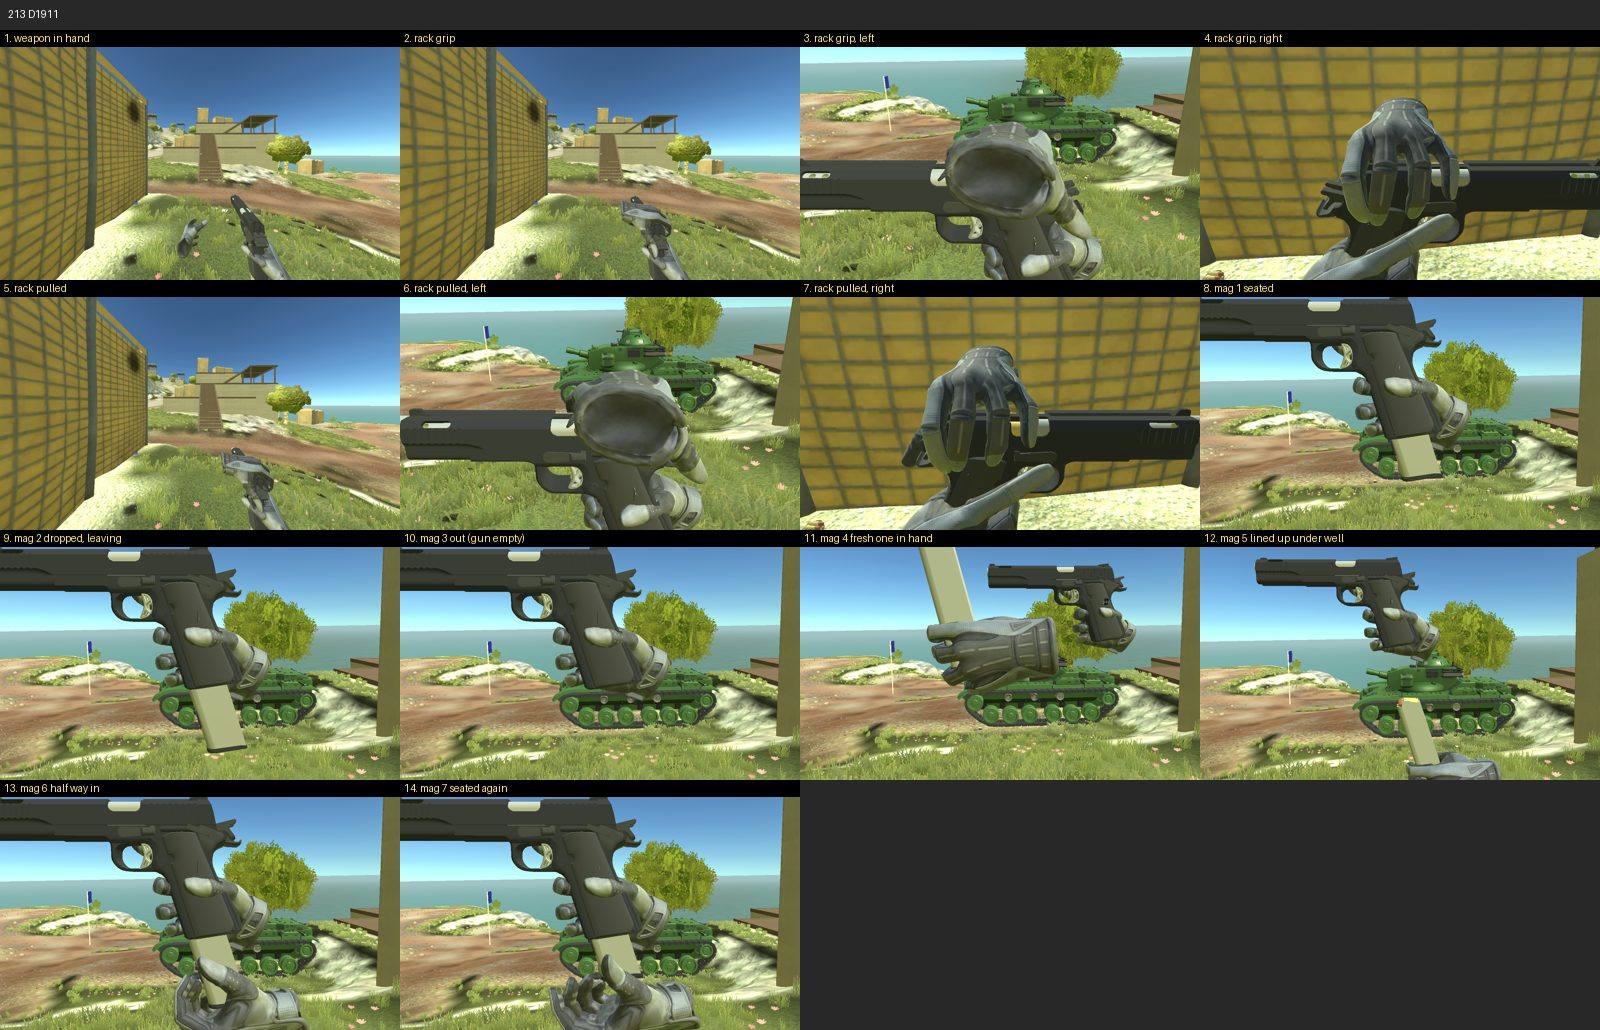 213 D1911
1. weapon in hand
2. rack grip
3. rack grip, left
4. rack grip, right
5. rack pulled
6. rack pulled, left
7. rack pulled, right
8. mag 1 seated
9. mag 2 dropped, leaving
10. mag 3 out (gun empty)
11. mag 4 fresh one in hand
12. mag 5 lined up under well
13. mag 6 half way in
14. mag 7 seated again